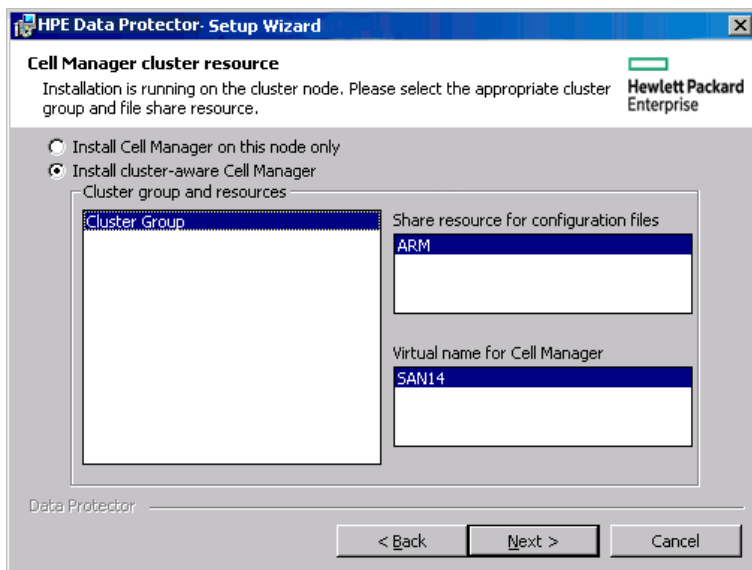 HPE Data Protector- Setup Wizard
Cell Manager cluster resource
Installation is running on the cluster node. Please select the appropriate cluster
group and file share resource.
Hewlett Packard
Enterprise
Install Cell Manager on this node only
Install cluster-aware Cell Manager
Cluster group and resources
Cluster Group
Share resource for configuration files
ARM
Virtual name for Cell Manager
SAN14
Data Protector
< Back
Next >
Cancel